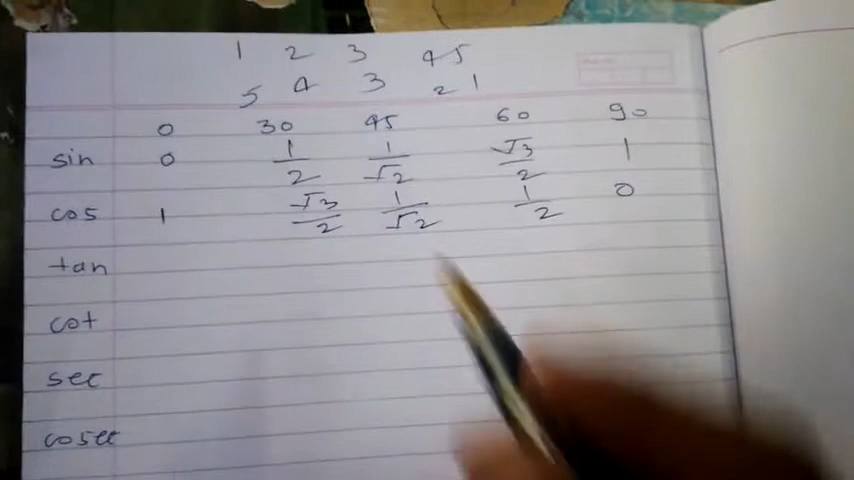 1 2 3 4 5
5 4 3 2 1
0 30 45 60 90
sin 0 1/2 1/√2 √3/2 1
cos 1 √3/2 1/√2 1/2 0
tan
cot
sec
cosec